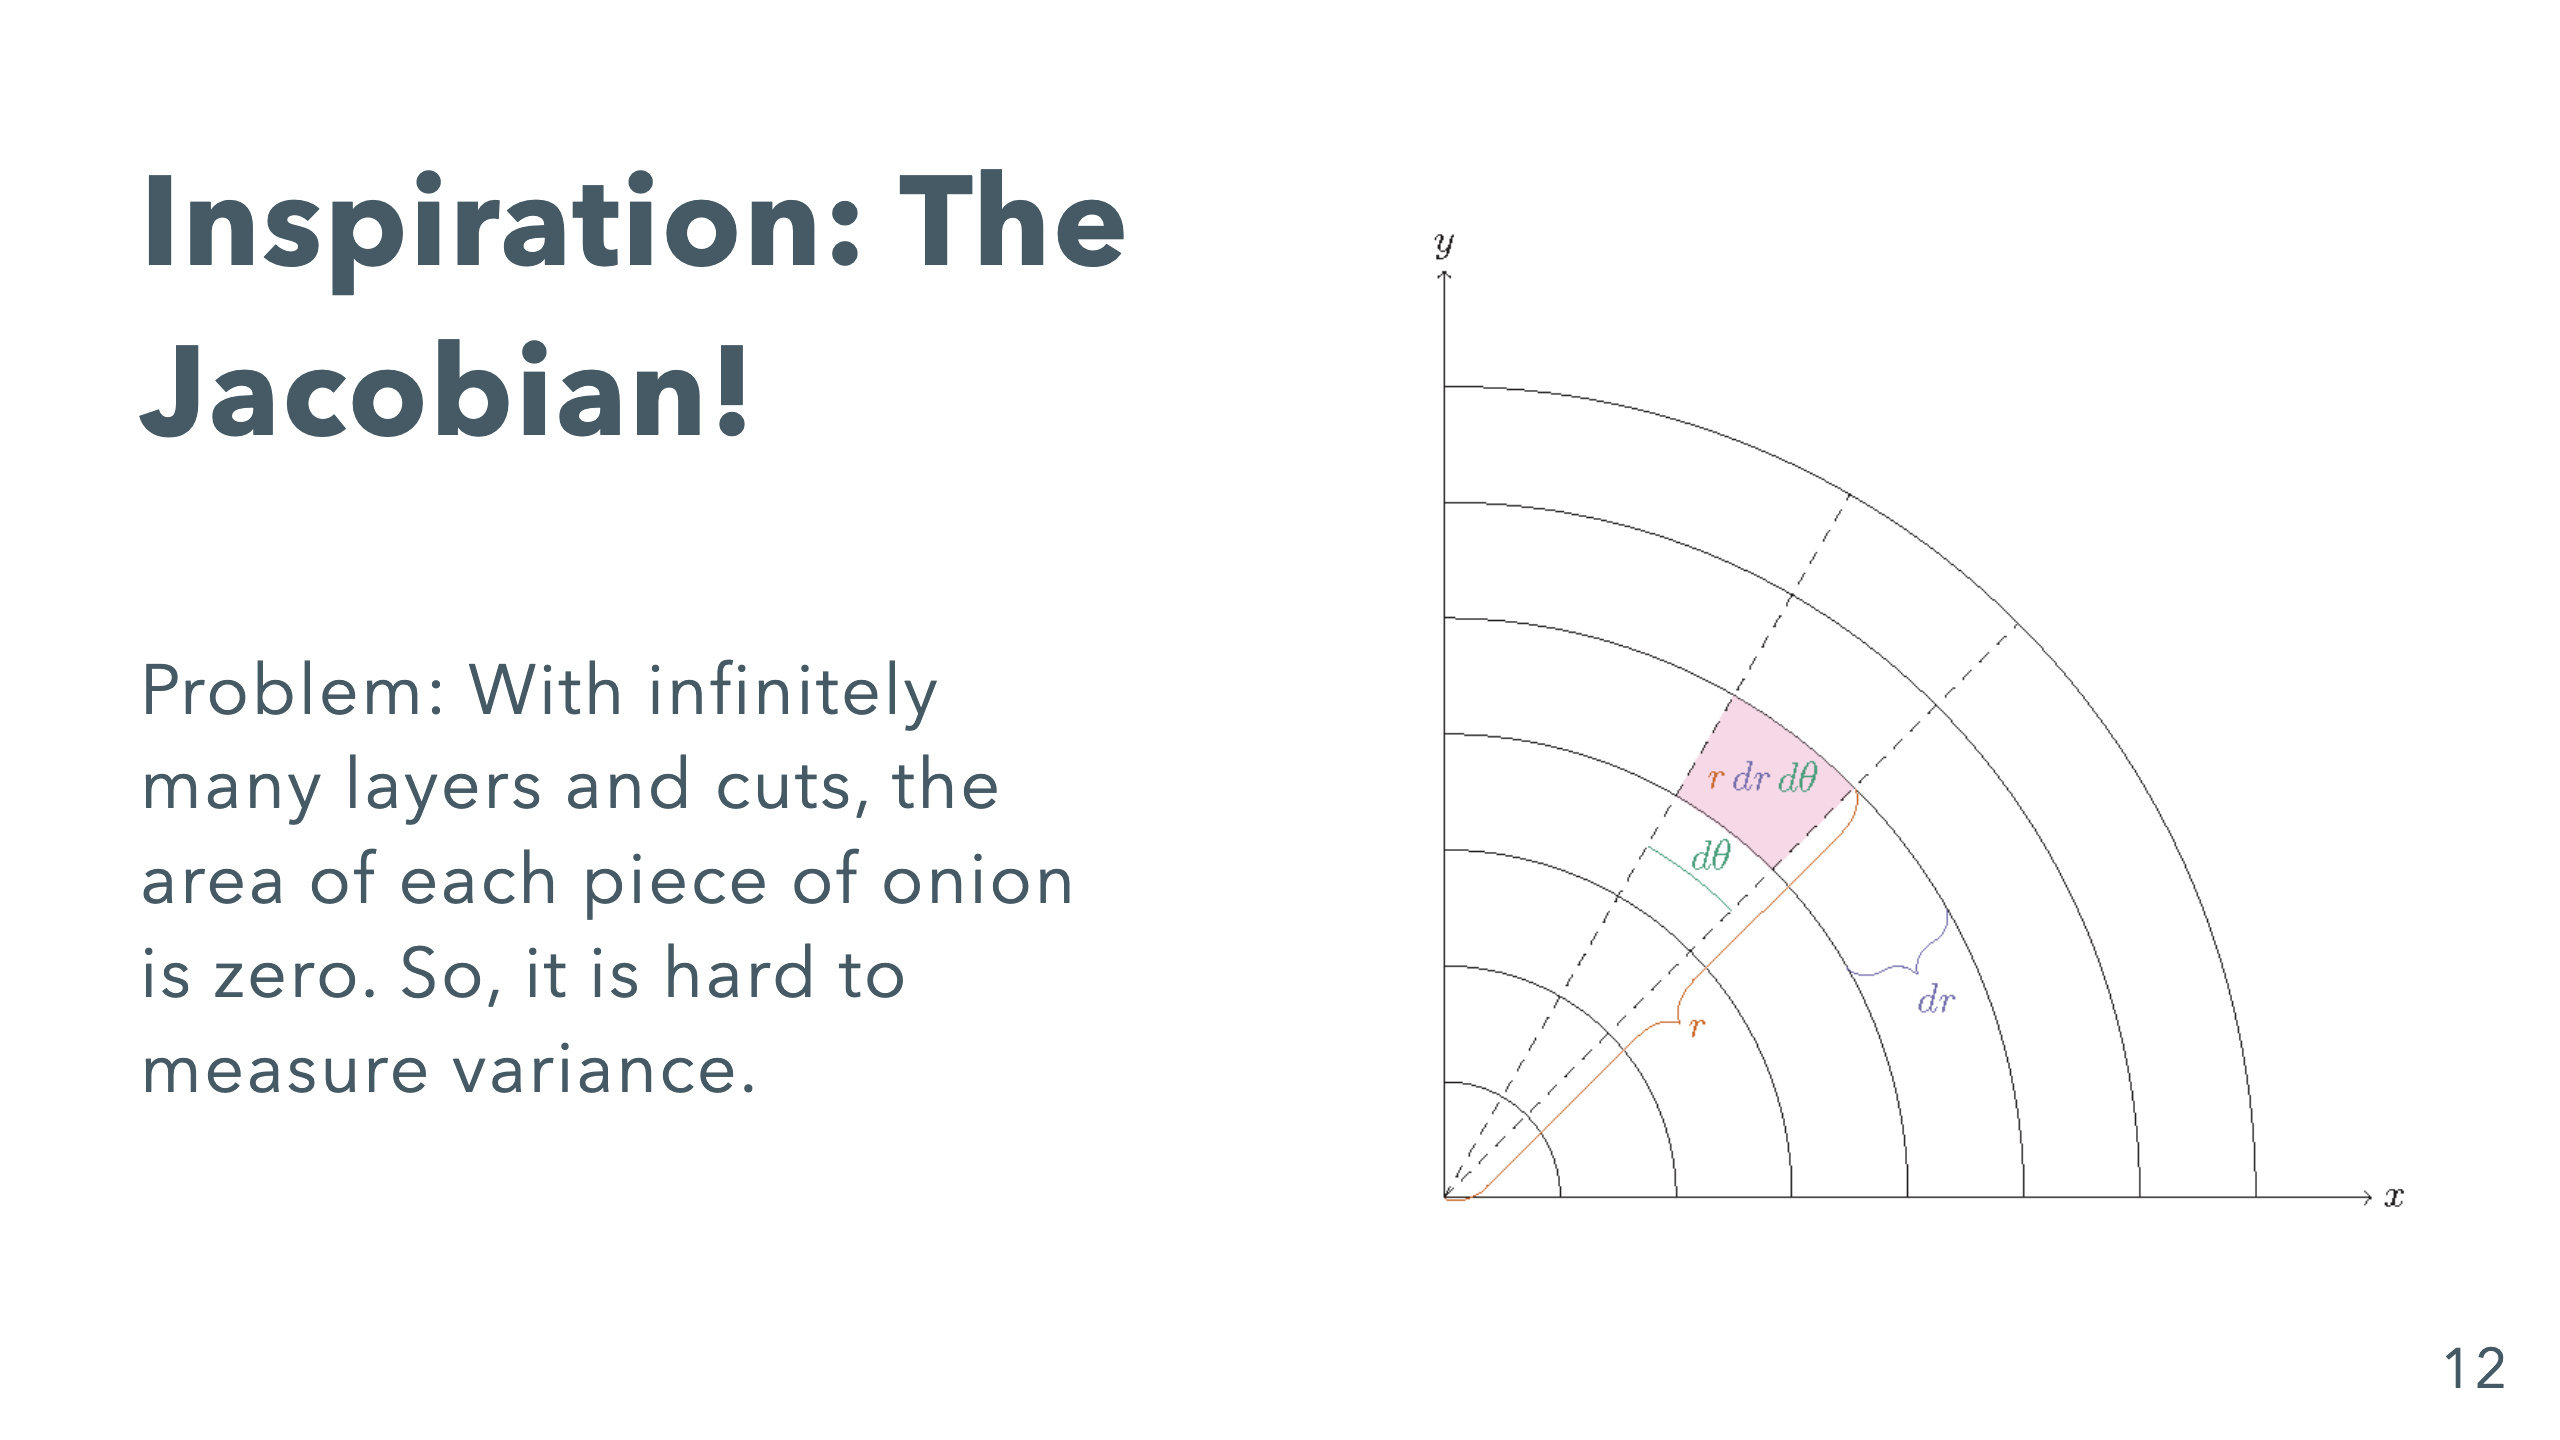 Inspiration: The
Jacobian!
Problem: With infinitely
many layers and cuts, the
area of each piece of onion
is zero. So, it is hard to
measure variance.
y
r dr dθ
dθ
dr
r
x
12